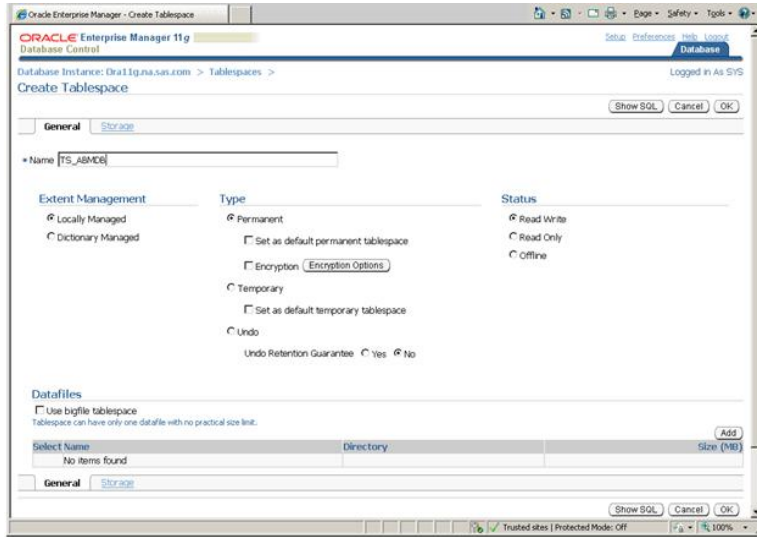 Oracle Enterprise Manager - Create Tablespace
Page Safety Tools
ORACLE Enterprise Manager 11g
Database Control
Setup Preferences Help Logout
Database
Database Instance: Ora11g.na.sas.com > Tablespaces >
Logged in As SYS
Create Tablespace
Show SQL Cancel OK
General Storage
* Name TS_ABMDB
Extent Management Type Status
Locally Managed Permanent Read Write
Dictionary Managed Set as default permanent tablespace Read Only
Encryption Encryption Options Offline
Temporary
Set as default temporary tablespace
Undo
Undo Retention Guarantee Yes No
Datafiles
Use bigfile tablespace
Tablespace can have only one datafile with no practical size limit.
Add
Select Name Directory Size (MB)
No items found
General Storage
Show SQL Cancel OK
Trusted sites | Protected Mode: Off 100%